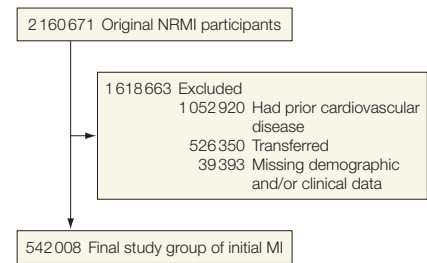 2 160 671 Original NRMI participants
1 618 663 Excluded
1 052 920 Had prior cardiovascular
disease
526 350 Transferred
39 393 Missing demographic
and/or clinical data
542 008 Final study group of initial MI